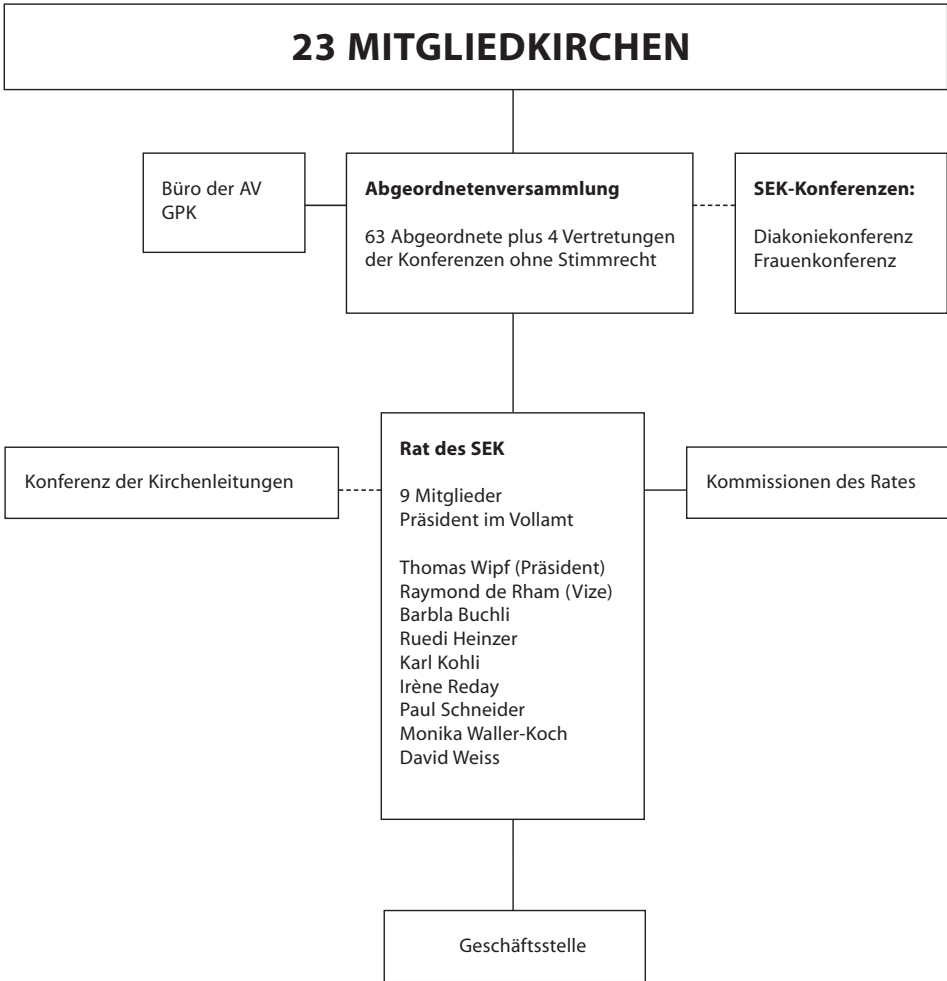 23 MITGLIEDKIRCHEN
Büro der AV
GPK
Abgeordnetenversammlung
63 Abgeordnete plus 4 Vertretungen
der Konferenzen ohne Stimmrecht
SEK-Konferenzen:
Diakoniekonferenz
Frauenkonferenz
Konferenz der Kirchenleitungen
Rat des SEK
9 Mitglieder
Präsident im Vollamt
Thomas Wipf (Präsident)
Raymond de Rham (Vize)
Barbla Buchli
Ruedi Heinzer
Karl Kohli
Irène Reday
Paul Schneider
Monika Waller-Koch
David Weiss
Kommissionen des Rates
Geschäftsstelle